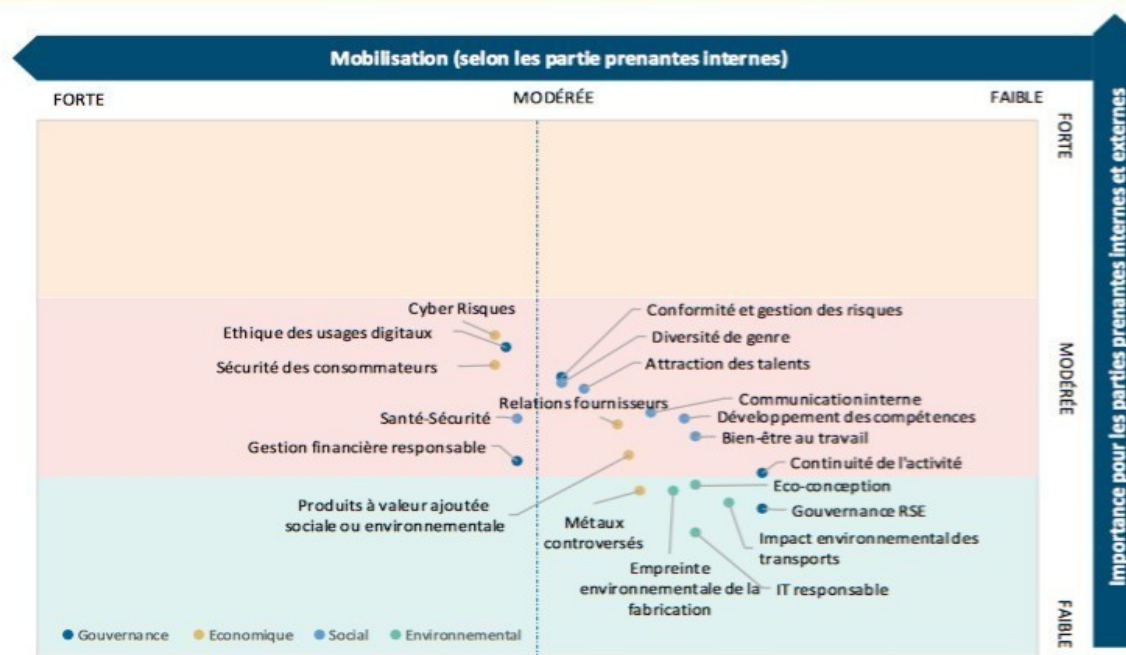 Mobilisation (selon les partie prenantes internes)
FORTE
MODÉRÉE
FAIBLE
FORTE
MODÉRÉE
FAIBLE
Importance pour les parties prenantes internes et externes
Cyber Risques
Ethique des usages digitaux
Sécurité des consommateurs
Conformité et gestion des risques
Diversité de genre
Attraction des talents
Relations fournisseurs
Communication interne
Santé-Sécurité
Développement des compétences
Bien-être au travail
Gestion financière responsable
Continuité de l'activité
Eco-conception
Produits à valeur ajoutée
sociale ou environnementale
Gouvernance RSE
Métaux
controversés
Impact environnemental des
transports
Empreinte
environnementale de la
fabrication
IT responsable
Gouvernance
Economique
Social
Environnemental